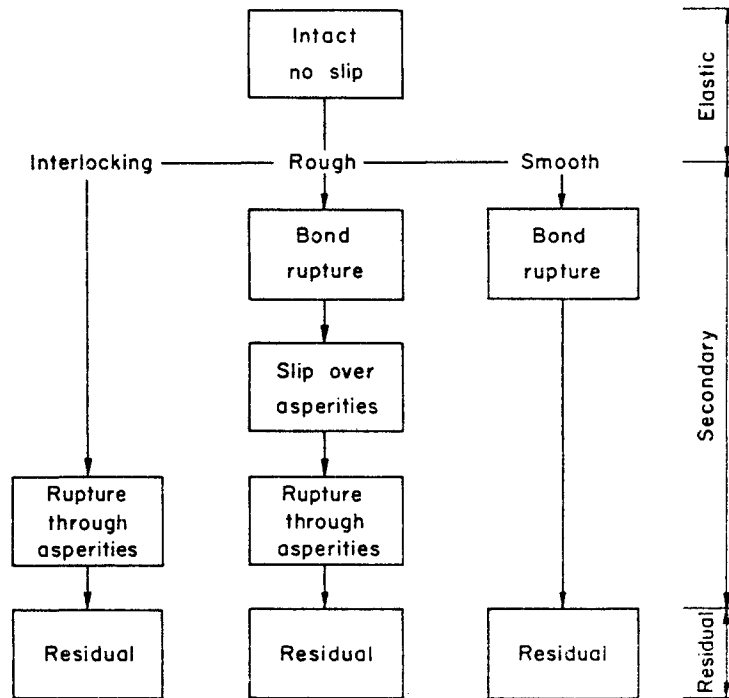 Intact
no slip
Elastic
Interlocking
Rough
Smooth
Bond
rupture
Bond
rupture
Slip over
asperities
Secondary
Rupture
through
asperities
Rupture
through
asperities
Residual
Residual
Residual
Residual